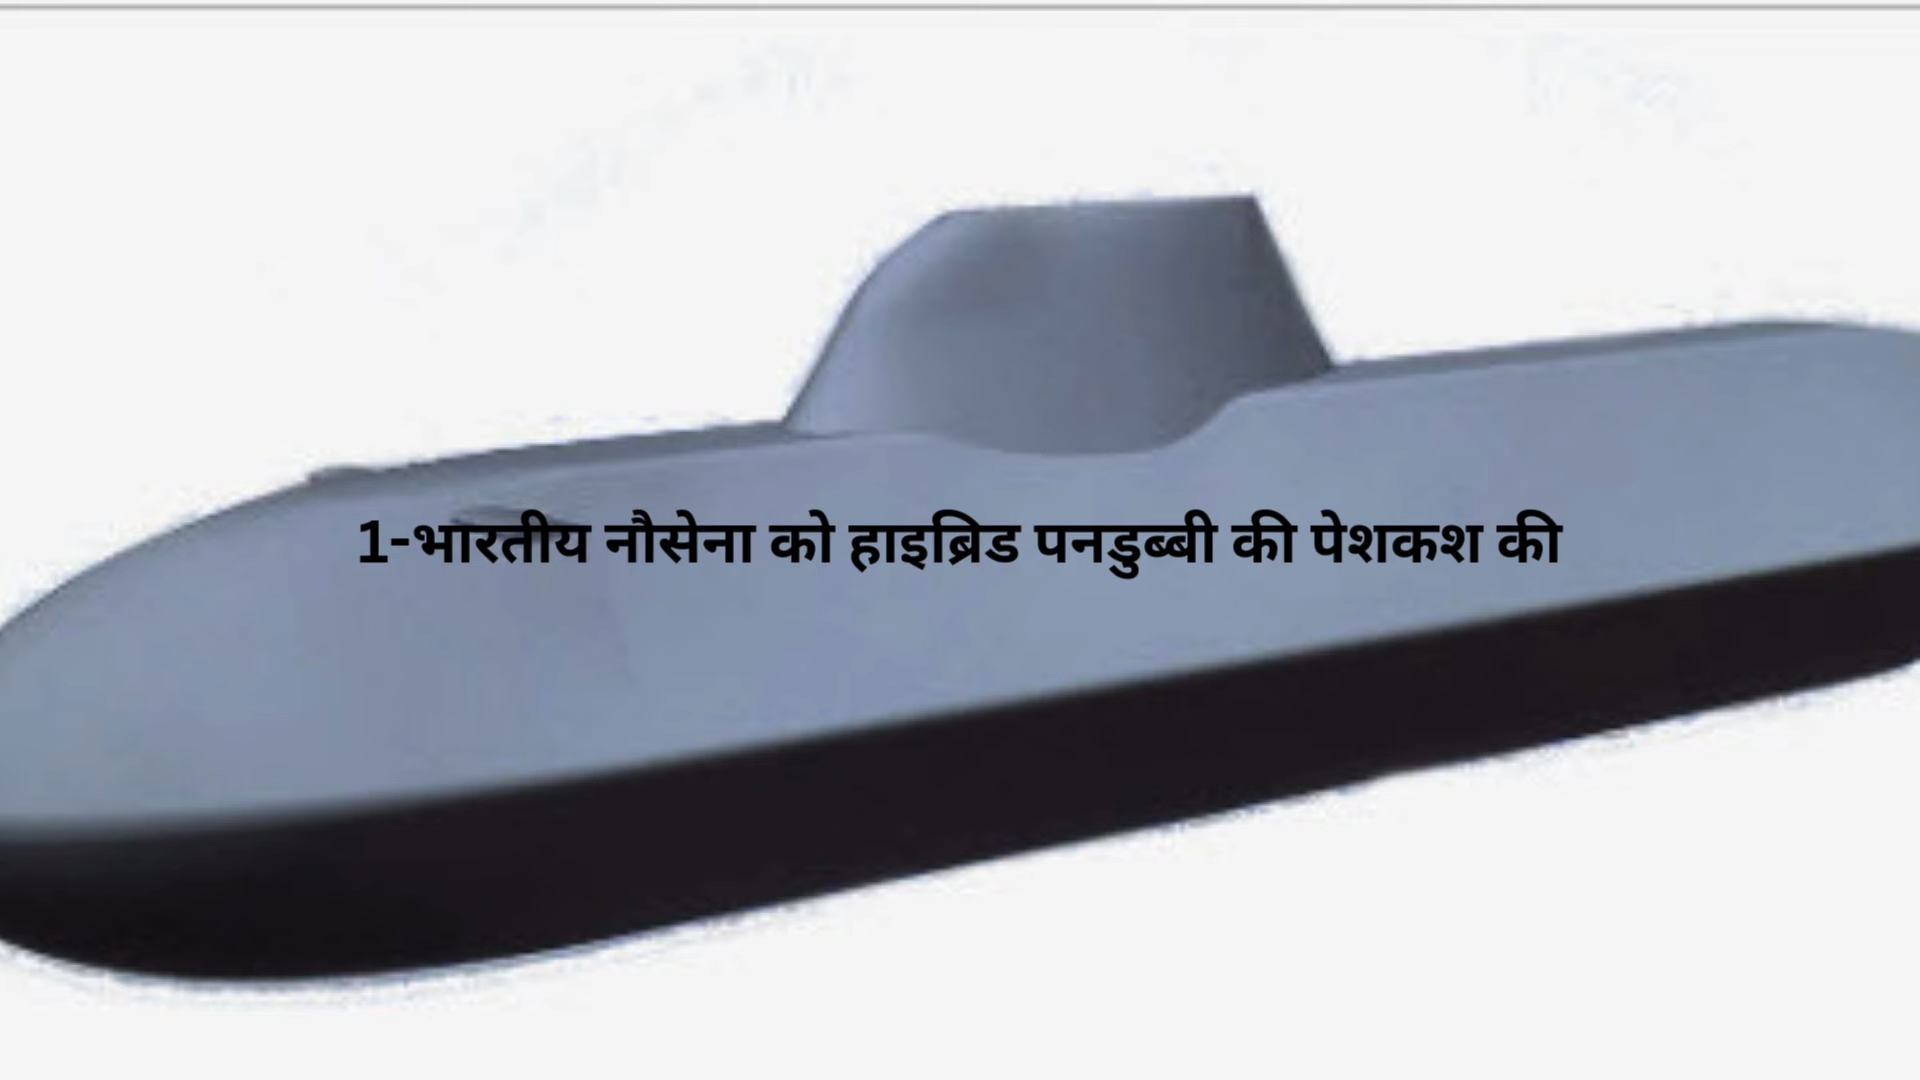 1-भारतीय नौसेना को हाइब्रिड पनडुब्बी की पेशकश की